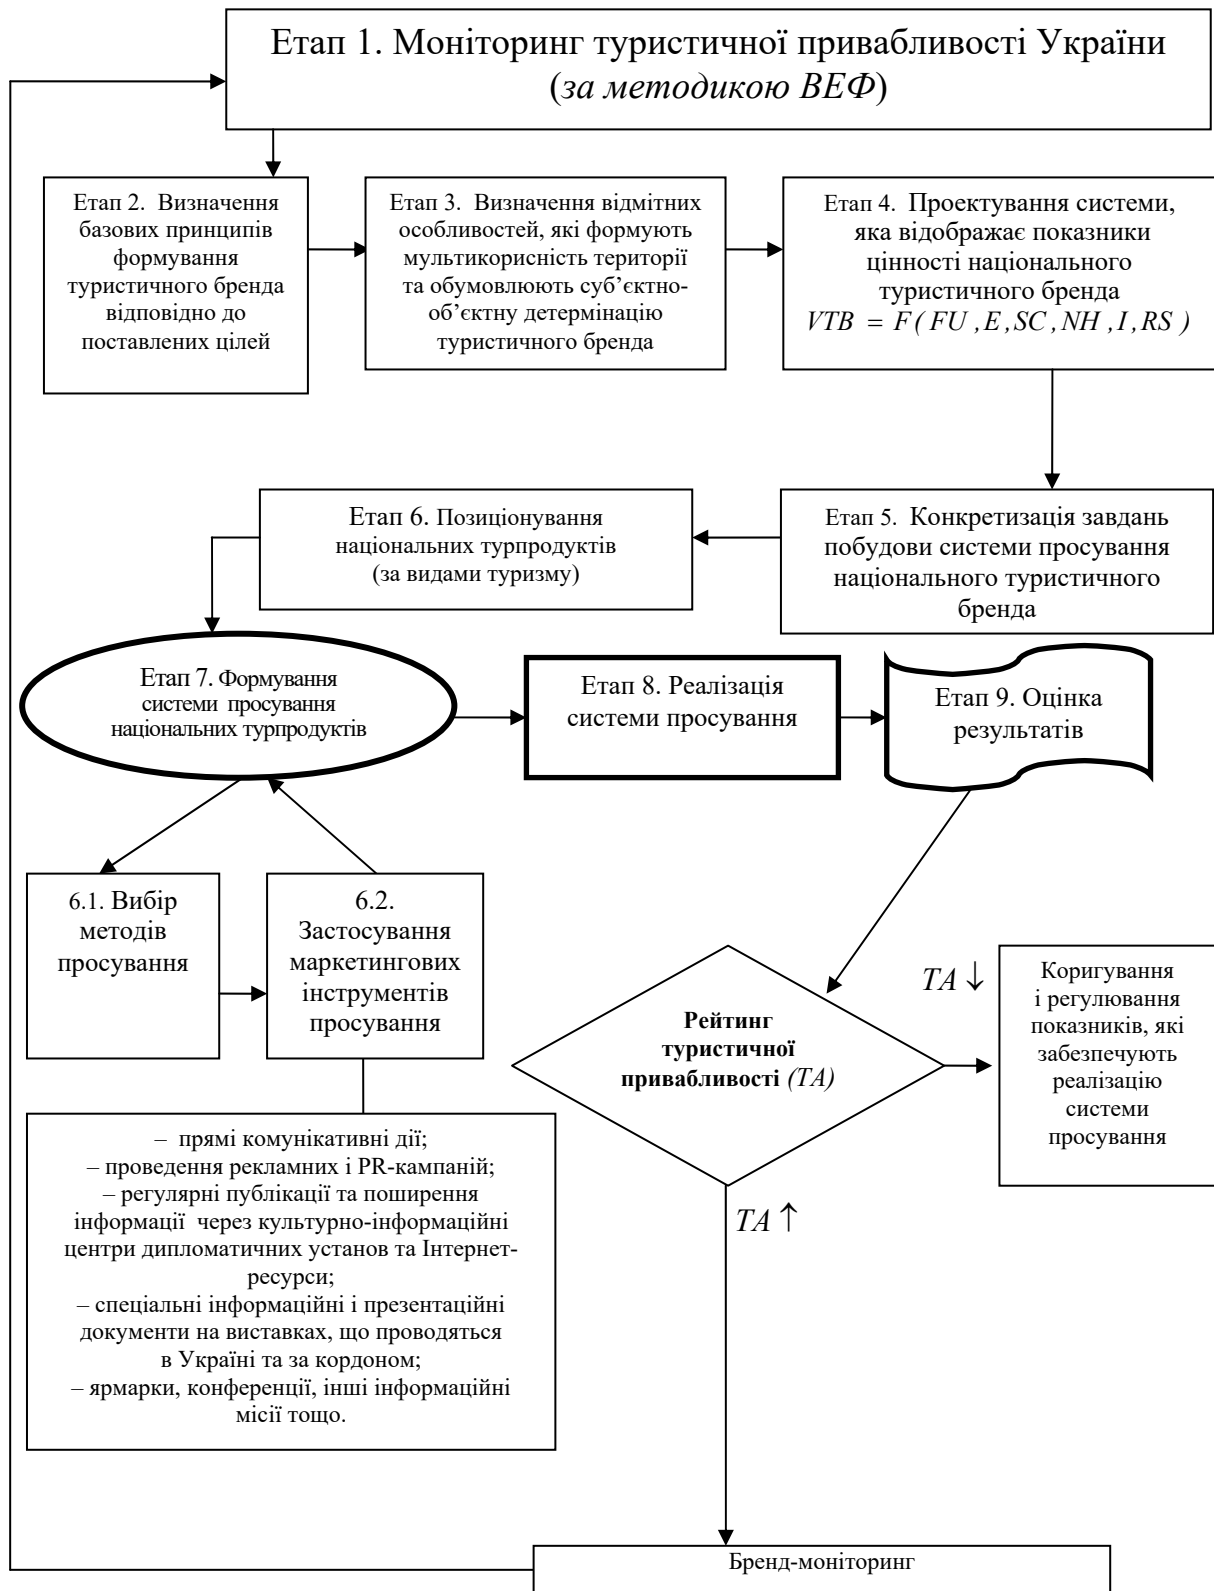 Етап 1. Моніторинг туристичної привабливості України
(за методикою ВЕФ)
Етап 2. Визначення
базових принципів
формування
туристичного бренда
відповідно до
поставлених цілей
Етап 3. Визначення відмітних
особливостей, які формують
мультикорисність території
та обумовлюють суб’єктно-
об’єктну детермінацію
туристичного бренда
Етап 4. Проектування системи,
яка відображає показники
цінності національного
туристичного бренда
VTB = F( FU , E , SC , NH , I , RS )
Етап 6. Позиціонування
національних турпродуктів
(за видами туризму)
Етап 5. Конкретизація завдань
побудови системи просування
національного туристичного
бренда
Етап 7. Формування
системи просування
національних турпродуктів
Етап 8. Реалізація
системи просування
Етап 9. Оцінка
результатів
6.1. Вибір
методів
просування
6.2.
Застосування
маркетингових
інструментів
просування
Рейтинг
туристичної
привабливості (TA)
TA ↓
Коригування
і регулювання
показників, які
забезпечують
реалізацію
системи
просування
TA ↑
– прямі комунікативні дії;
– проведення рекламних і PR-кампаній;
– регулярні публікації та поширення
інформації через культурно-інформаційні
центри дипломатичних установ та Інтернет-
ресурси;
– спеціальні інформаційні і презентаційні
документи на виставках, що проводяться
в Україні та за кордоном;
– ярмарки, конференції, інші інформаційні
місії тощо.
Бренд-моніторинг